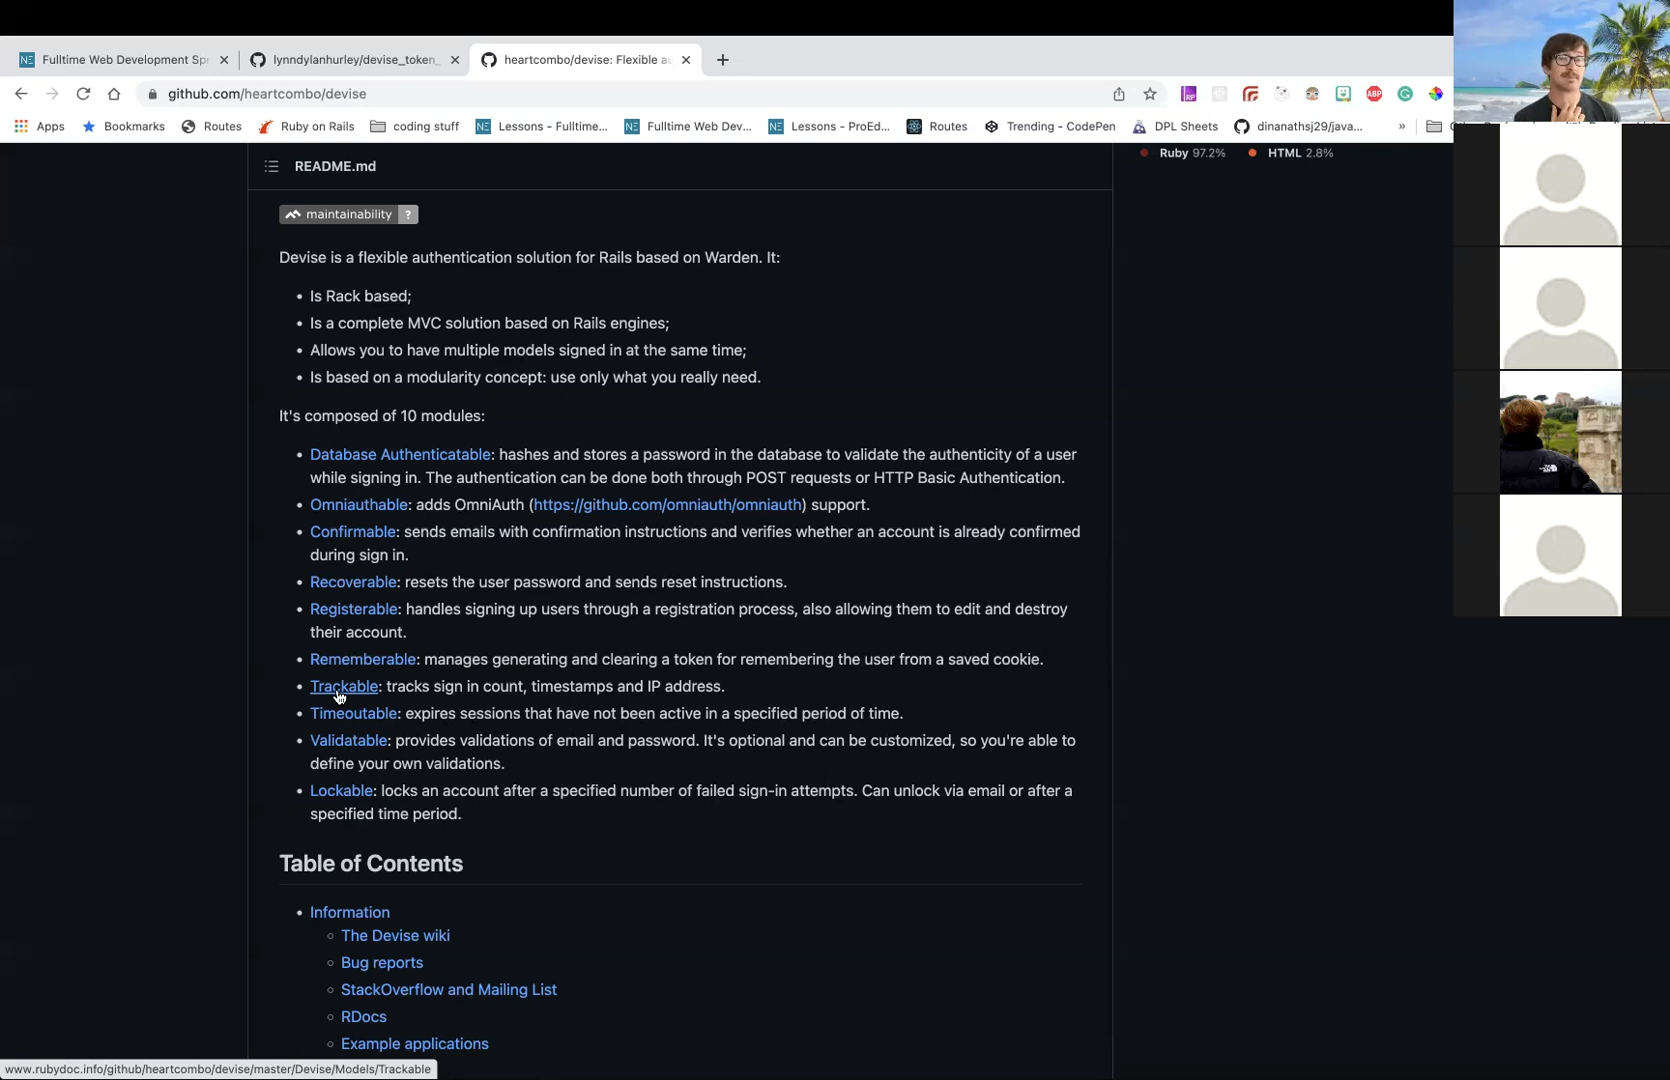 Fulltime Web Development Sp
lynndylanhurley/devise_token_
heartcombo/devise: Flexible a
github.com/heartcombo/devise
Apps
Bookmarks
Routes
Ruby on Rails
coding stuff
Lessons - Fulltime...
Fulltime Web Dev...
Lessons - ProEd...
Routes
Trending - CodePen
DPL Sheets
dinanathsj29/java...
»
README.md
Ruby 97.2%
HTML 2.8%
maintainability ?
Devise is a flexible authentication solution for Rails based on Warden. It:
• Is Rack based;
• Is a complete MVC solution based on Rails engines;
• Allows you to have multiple models signed in at the same time;
• Is based on a modularity concept: use only what you really need.
It's composed of 10 modules:
• Database Authenticatable: hashes and stores a password in the database to validate the authenticity of a user
while signing in. The authentication can be done both through POST requests or HTTP Basic Authentication.
• Omniauthable: adds OmniAuth (https://github.com/omniauth/omniauth) support.
• Confirmable: sends emails with confirmation instructions and verifies whether an account is already confirmed
during sign in.
• Recoverable: resets the user password and sends reset instructions.
• Registerable: handles signing up users through a registration process, also allowing them to edit and destroy
their account.
• Rememberable: manages generating and clearing a token for remembering the user from a saved cookie.
• Trackable: tracks sign in count, timestamps and IP address.
• Timeoutable: expires sessions that have not been active in a specified period of time.
• Validatable: provides validations of email and password. It's optional and can be customized, so you're able to
define your own validations.
• Lockable: locks an account after a specified number of failed sign-in attempts. Can unlock via email or after a
specified time period.
Table of Contents
• Information
◦ The Devise wiki
◦ Bug reports
◦ StackOverflow and Mailing List
◦ RDocs
◦ Example applications
www.rubydoc.info/github/heartcombo/devise/master/Devise/Models/Trackable